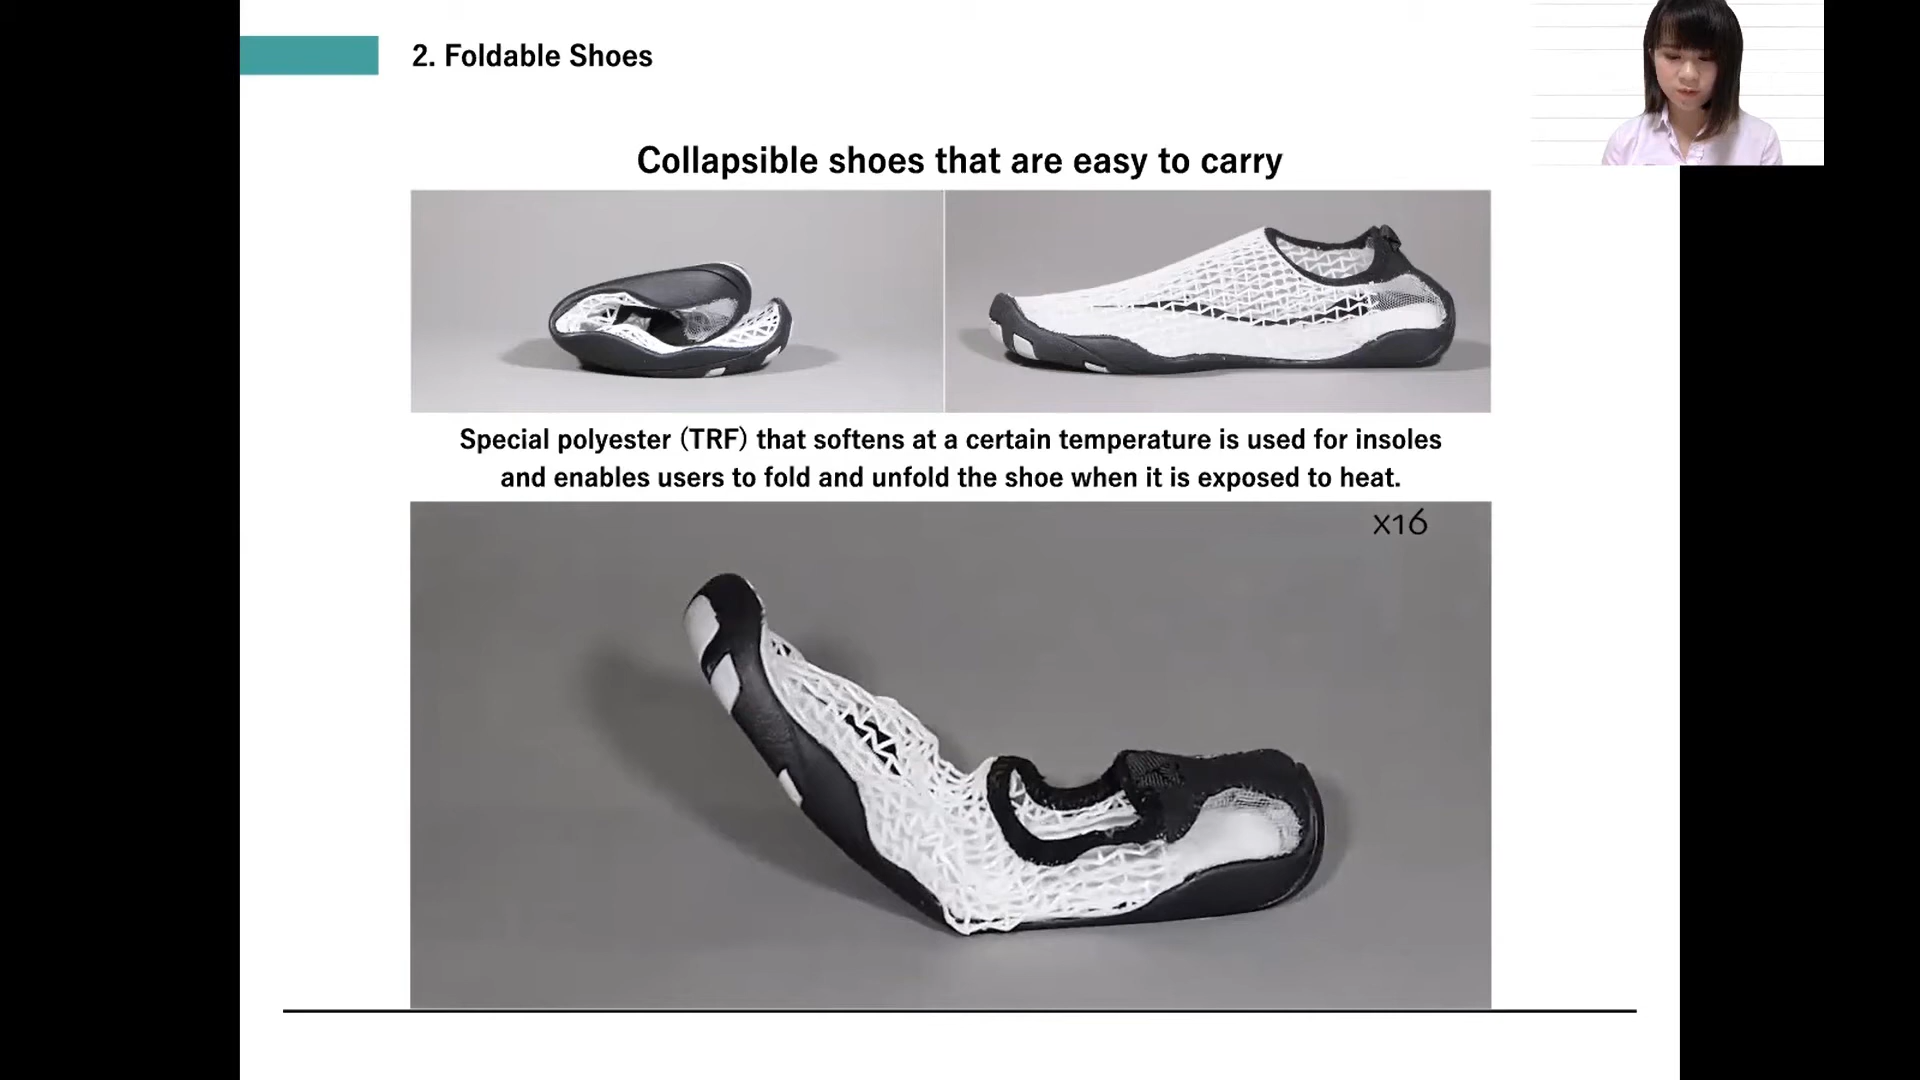 2. Foldable Shoes
Collapsible shoes that are easy to carry
Special polyester (TRF) that softens at a certain temperature is used for insoles
and enables users to fold and unfold the shoe when it is exposed to heat.
X16